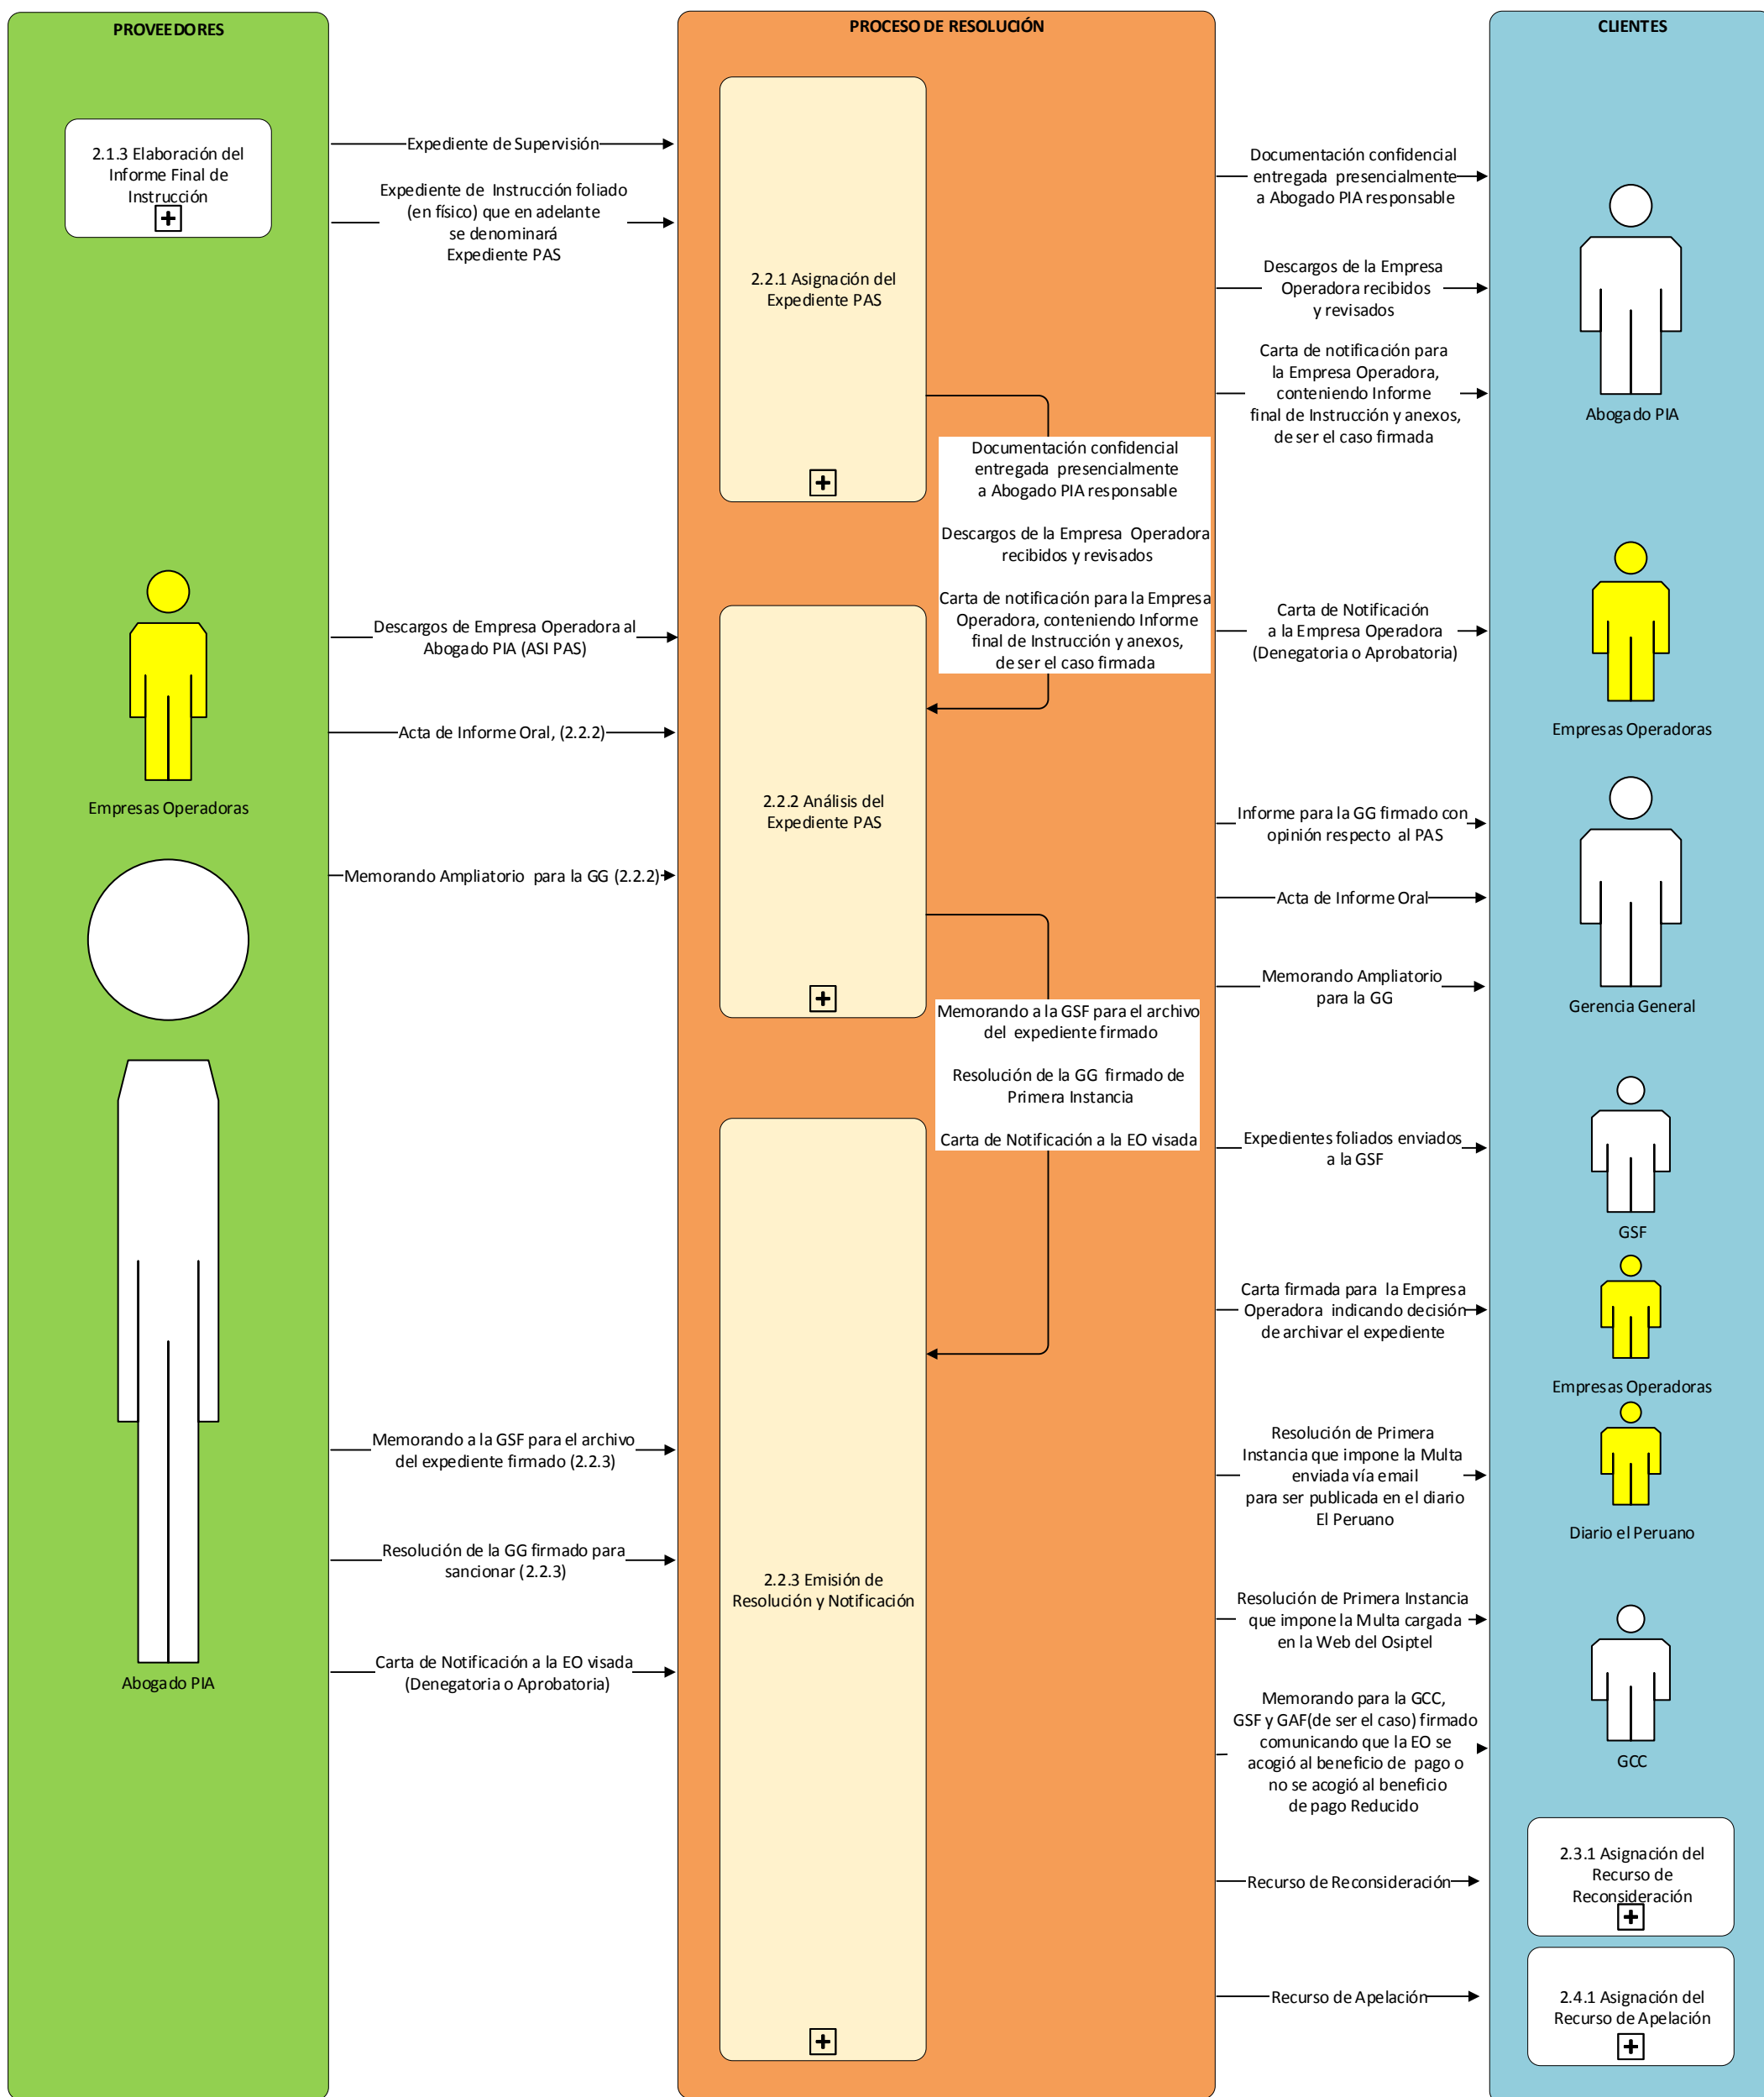 PROVEEDORES
2.1.3 Elaboración del
Informe Final de
Instrucción
Empresas Operadoras
Abogado PIA
Expediente de Supervisión
Expediente de Instrucción foliado
(en físico) que en adelante
se denominará
Expediente PAS
Descargos de Empresa Operadora al
Abogado PIA (ASI PAS)
Acta de Informe Oral, (2.2.2)
Memorando Ampliatorio para la GG (2.2.2)
Memorando a la GSF para el archivo
del expediente firmado (2.2.3)
Resolución de la GG firmado para
sancionar (2.2.3)
Carta de Notificación a la EO visada
(Denegatoria o Aprobatoria)
PROCESO DE RESOLUCIÓN
2.2.1 Asignación del
Expediente PAS
Documentación confidencial
entregada presencialmente
a Abogado PIA responsable
Descargos de la Empresa Operadora
recibidos y revisados
Carta de notificación para la Empresa
Operadora, conteniendo Informe
final de Instrucción y anexos,
de ser el caso firmada
2.2.2 Análisis del
Expediente PAS
Memorando a la GSF para el archivo
del expediente firmado
Resolución de la GG firmado de
Primera Instancia
Carta de Notificación a la EO visada
2.2.3 Emisión de
Resolución y Notificación
Documentación confidencial
entregada presencialmente
a Abogado PIA responsable
Descargos de la Empresa
Operadora recibidos
y revisados
Carta de notificación para
la Empresa Operadora,
conteniendo Informe
final de Instrucción y anexos,
de ser el caso firmada
Carta de Notificación
a la Empresa Operadora
(Denegatoria o Aprobatoria)
Informe para la GG firmado con
opinión respecto al PAS
Acta de Informe Oral
Memorando Ampliatorio
para la GG
Expedientes foliados enviados
a la GSF
Carta firmada para la Empresa
Operadora indicando decisión
de archivar el expediente
Resolución de Primera
Instancia que impone la Multa
enviada vía email
para ser publicada en el diario
El Peruano
Resolución de Primera Instancia
que impone la Multa cargada
en la Web del Osiptel
Memorando para la GCC,
GSF y GAF(de ser el caso) firmado
comunicando que la EO se
acogió al beneficio de pago o
no se acogió al beneficio
de pago Reducido
Recurso de Reconsideración
Recurso de Apelación
CLIENTES
Abogado PIA
Empresas Operadoras
Gerencia General
GSF
Empresas Operadoras
Diario el Peruano
GCC
2.3.1 Asignación del
Recurso de
Reconsideración
2.4.1 Asignación del
Recurso de Apelación